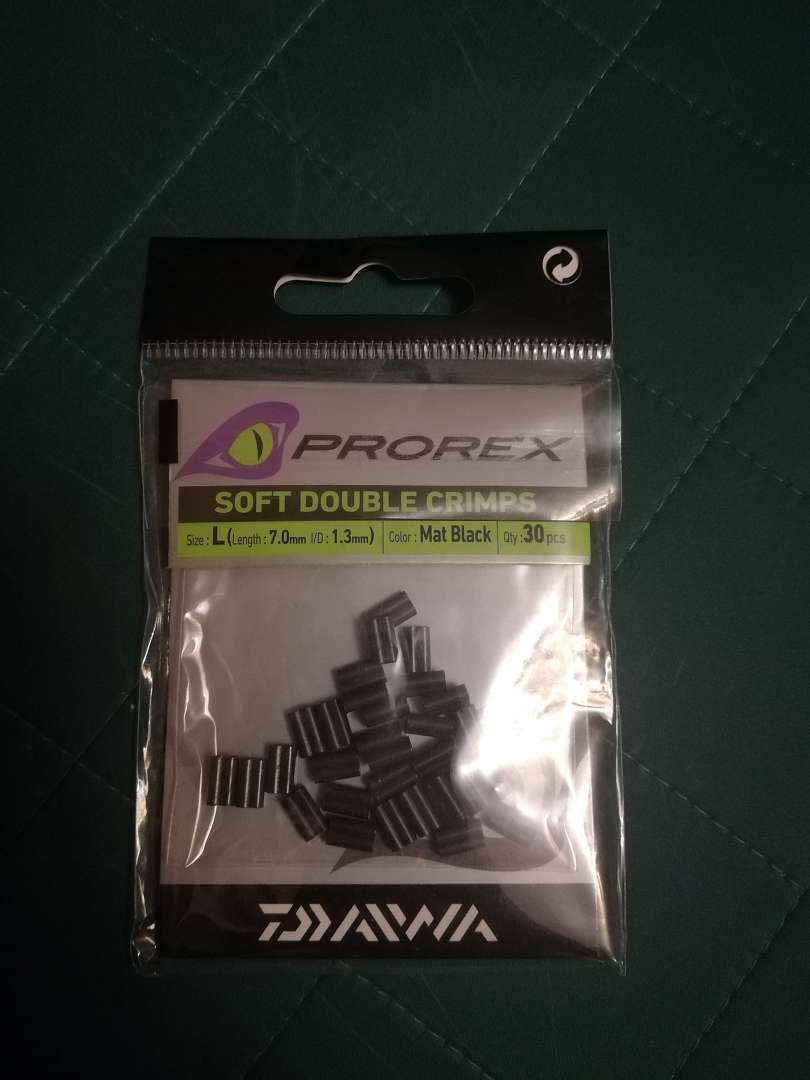 PROREX
SOFT DOUBLE CRIMPS
Size : L (Length : 7.0mm I/D : 1.3mm) Color : Mat Black Qty : 30 pcs
DAIWA